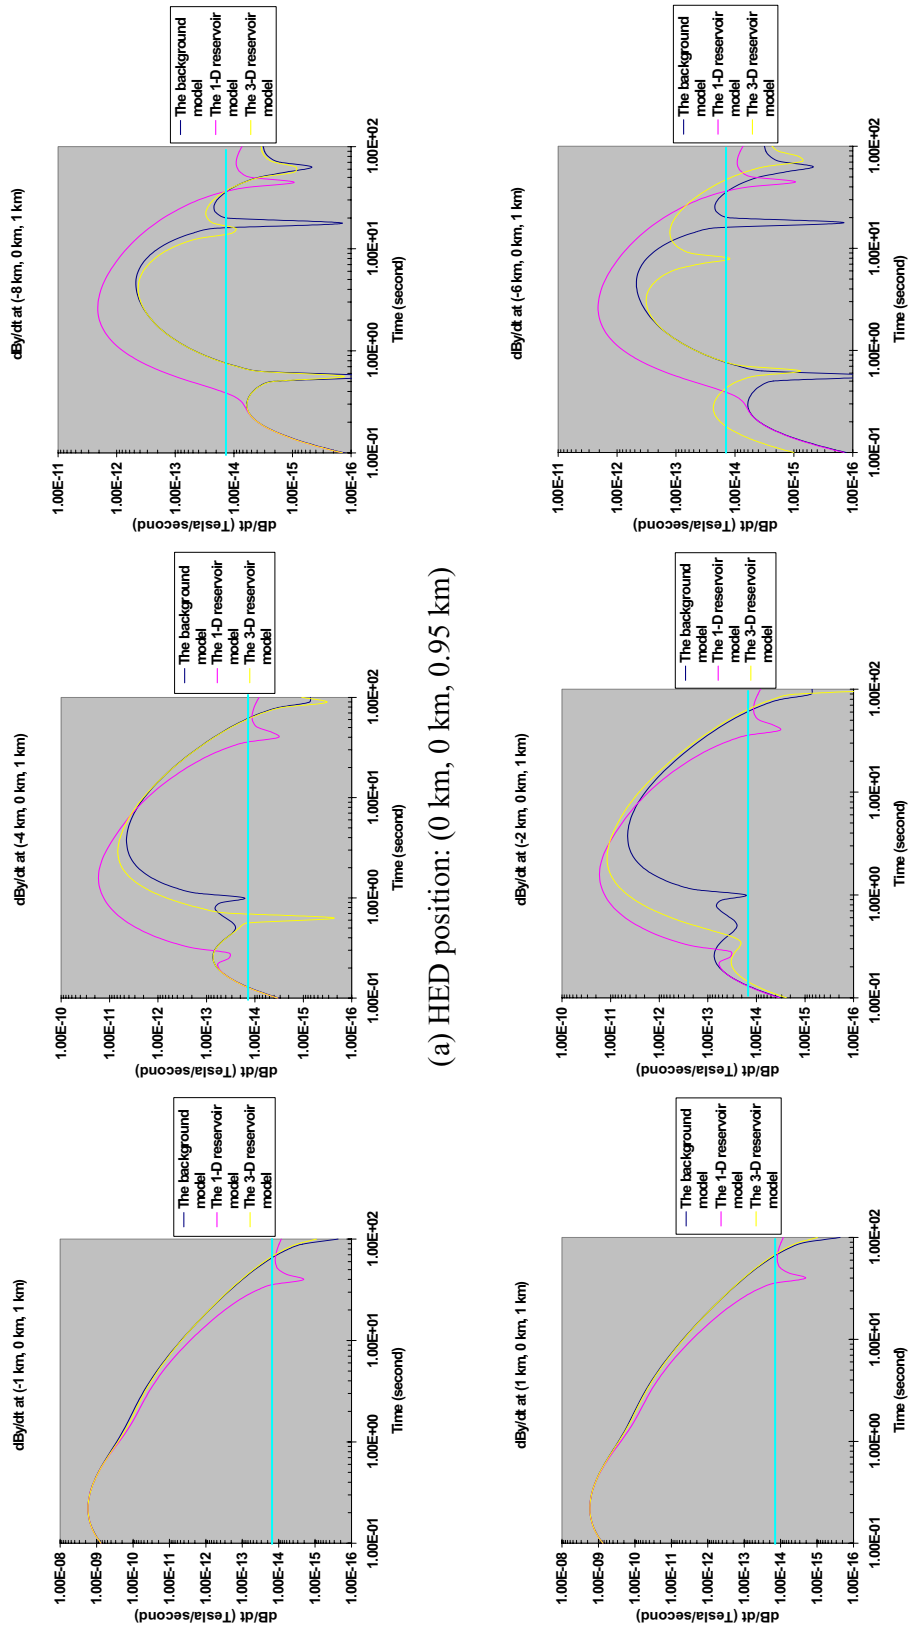 dBy/dt at (-1 km, 0 km, 1 km)
dB/dt (Tesla/second)
1.00E-08
1.00E-09
1.00E-10
1.00E-11
1.00E-12
1.00E-13
1.00E-14
1.00E-15
1.00E-16
1.00E-01
1.00E+00
1.00E+01
1.00E+02
Time (second)
The background
model
The 1-D reservoir
model
The 3-D reservoir
model
dBy/dt at (-4 km, 0 km, 1 km)
dB/dt (Tesla/second)
1.00E-10
1.00E-11
1.00E-12
1.00E-13
1.00E-14
1.00E-15
1.00E-16
1.00E-01
1.00E+00
1.00E+01
1.00E+02
Time (second)
The background
model
The 1-D reservoir
model
The 3-D reservoir
model
dBy/dt at (-8 km, 0 km, 1 km)
dB/dt (Tesla/second)
1.00E-11
1.00E-12
1.00E-13
1.00E-14
1.00E-15
1.00E-16
1.00E-01
1.00E+00
1.00E+01
1.00E+02
Time (second)
The background
model
The 1-D reservoir
model
The 3-D reservoir
model
(a) HED position: (0 km, 0 km, 0.95 km)
dBy/dt at (1 km, 0 km, 1 km)
dB/dt (Tesla/second)
1.00E-08
1.00E-09
1.00E-10
1.00E-11
1.00E-12
1.00E-13
1.00E-14
1.00E-15
1.00E-16
1.00E-01
1.00E+00
1.00E+01
1.00E+02
Time (second)
The background
model
The 1-D reservoir
model
The 3-D reservoir
model
dBy/dt at (-2 km, 0 km, 1 km)
dB/dt (Tesla/second)
1.00E-10
1.00E-11
1.00E-12
1.00E-13
1.00E-14
1.00E-15
1.00E-16
1.00E-01
1.00E+00
1.00E+01
1.00E+02
Time (second)
The background
model
The 1-D reservoir
model
The 3-D reservoir
model
dBy/dt at (-6 km, 0 km, 1 km)
dB/dt (Tesla/second)
1.00E-11
1.00E-12
1.00E-13
1.00E-14
1.00E-15
1.00E-16
1.00E-01
1.00E+00
1.00E+01
1.00E+02
Time (second)
The background
model
The 1-D reservoir
model
The 3-D reservoir
model